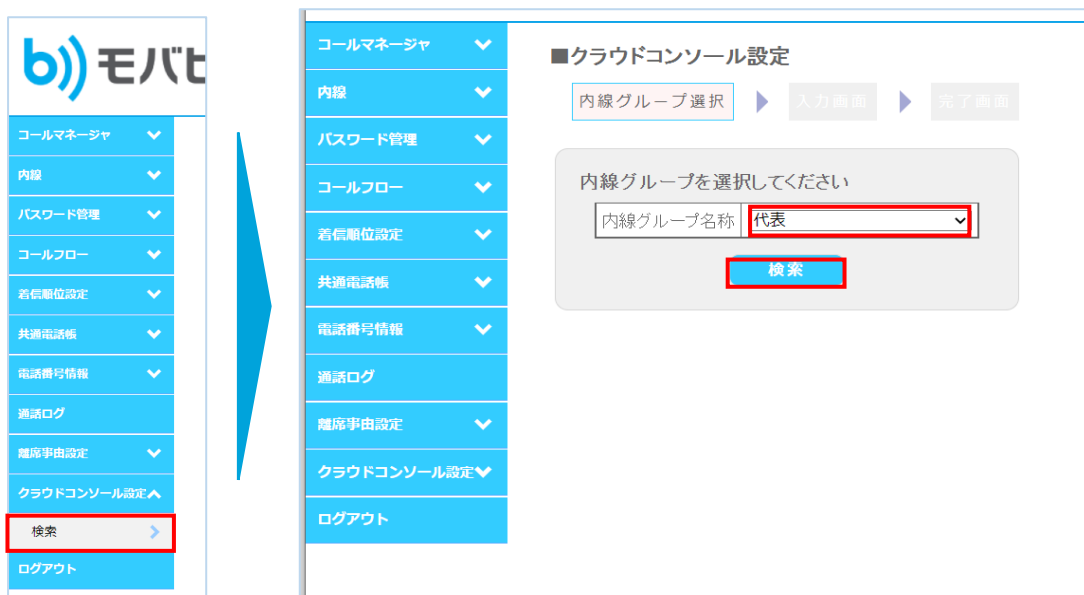 b)) モバヒ
コールマネージャ
内線
パスワード管理
コールフロー
着信順位設定
共通電話帳
電話番号情報
通話ログ
離席事由設定
クラウドコンソール設定
検索
ログアウト
コールマネージャ
内線
パスワード管理
コールフロー
着信順位設定
共通電話帳
電話番号情報
通話ログ
離席事由設定
クラウドコンソール設定
ログアウト
■クラウドコンソール設定
内線グループ選択 入力画面 完了画面
内線グループを選択してください
内線グループ名称 代表
検索